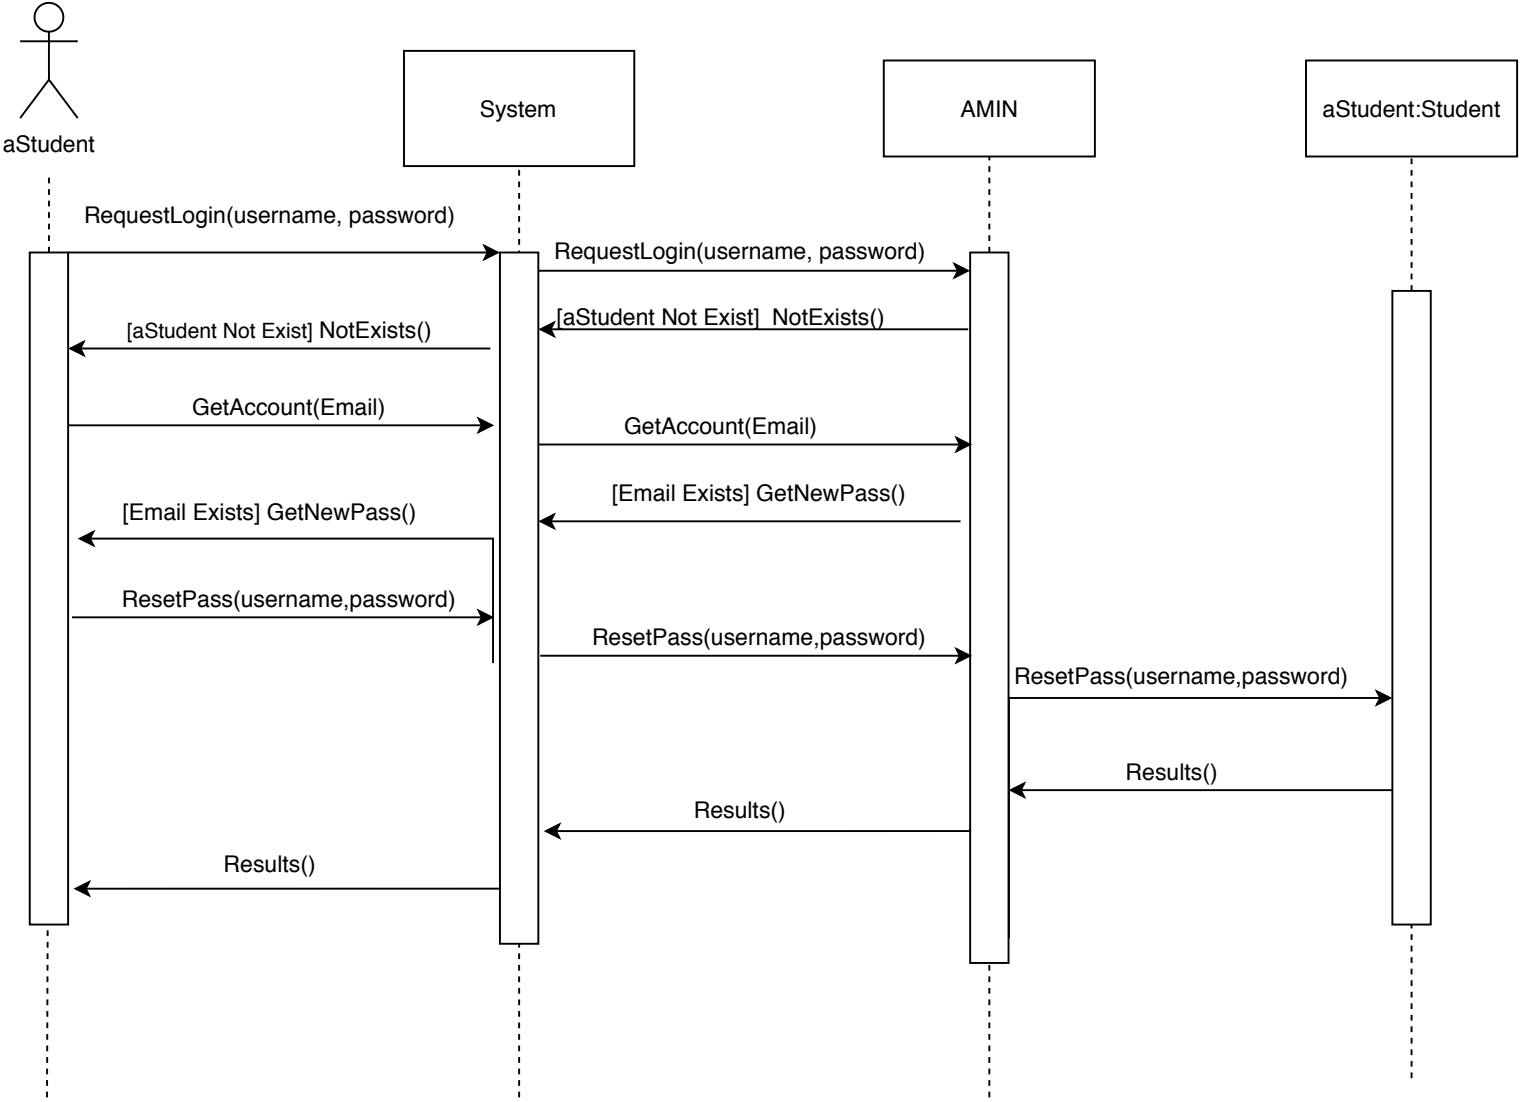 aStudent
System
AMIN
aStudent:Student
RequestLogin(username, password)
RequestLogin(username, password)
[aStudent Not Exist] NotExists()
[aStudent Not Exist] NotExists()
GetAccount(Email)
GetAccount(Email)
[Email Exists] GetNewPass()
[Email Exists] GetNewPass()
ResetPass(username,password)
ResetPass(username,password)
ResetPass(username,password)
Results()
Results()
Results()